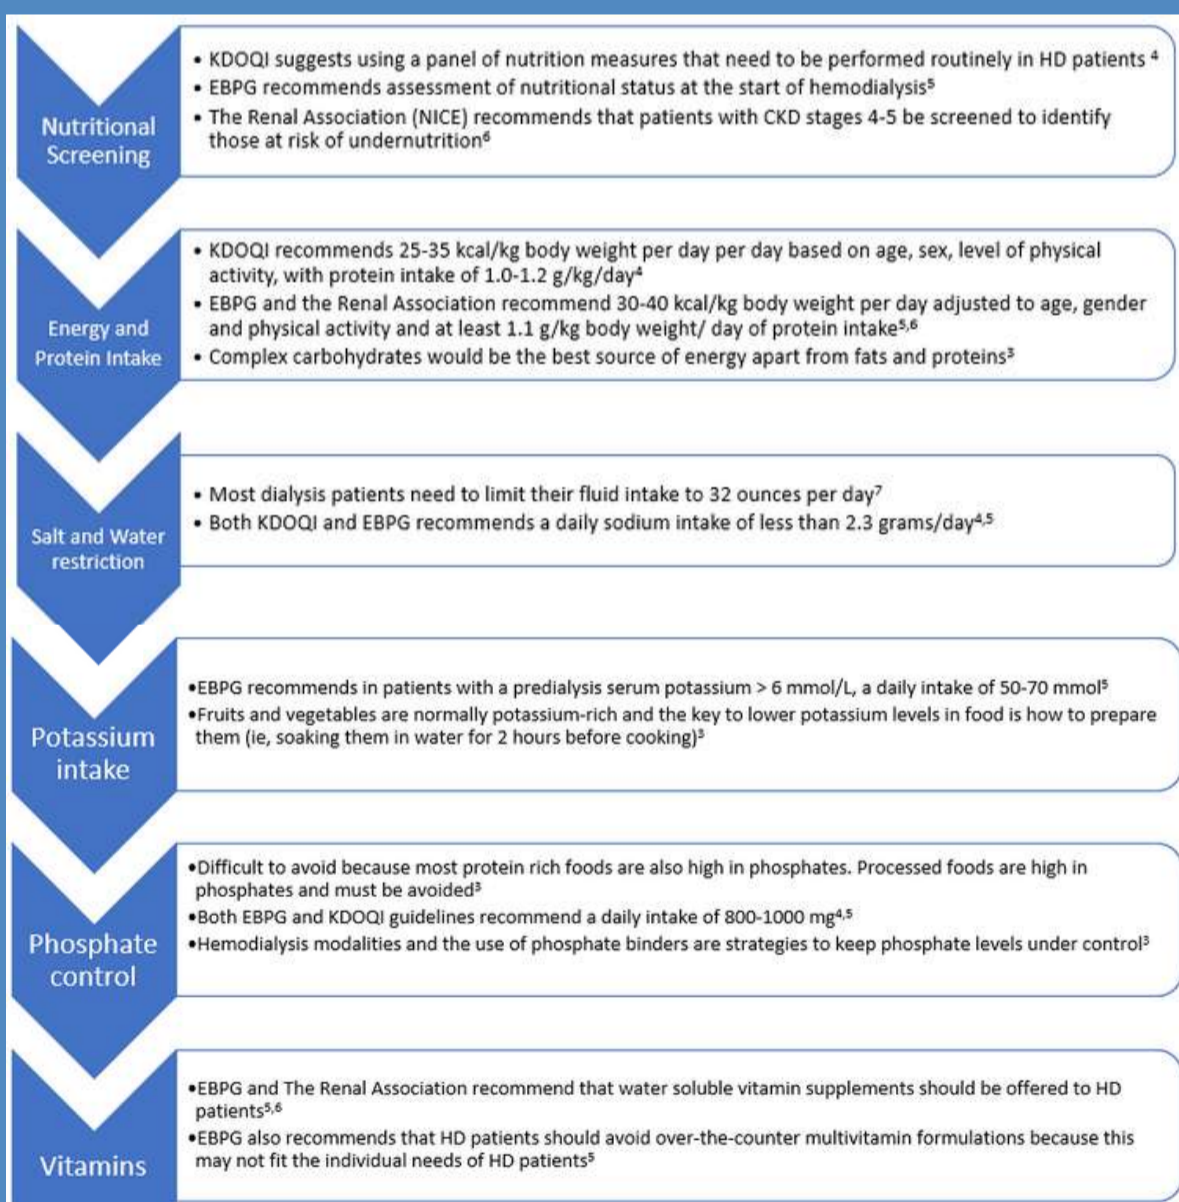 Nutritional
Screening
• KDOQI suggests using a panel of nutrition measures that need to be performed routinely in HD patients ⁴
• EBPG recommends assessment of nutritional status at the start of hemodialysis⁵
• The Renal Association (NICE) recommends that patients with CKD stages 4-5 be screened to identify
those at risk of undernutrition⁶
Energy and
Protein Intake
• KDOQI recommends 25-35 kcal/kg body weight per day per day based on age, sex, level of physical
activity, with protein intake of 1.0-1.2 g/kg/day⁴
• EBPG and the Renal Association recommend 30-40 kcal/kg body weight per day adjusted to age, gender
and physical activity and at least 1.1 g/kg body weight/ day of protein intake⁵,⁶
• Complex carbohydrates would be the best source of energy apart from fats and proteins³
Salt and Water
restriction
• Most dialysis patients need to limit their fluid intake to 32 ounces per day⁷
• Both KDOQI and EBPG recommends a daily sodium intake of less than 2.3 grams/day⁴,⁵
Potassium
intake
•EBPG recommends in patients with a predialysis serum potassium > 6 mmol/L, a daily intake of 50-70 mmol⁵
•Fruits and vegetables are normally potassium-rich and the key to lower potassium levels in food is how to prepare
them (ie, soaking them in water for 2 hours before cooking)³
Phosphate
control
•Difficult to avoid because most protein rich foods are also high in phosphates. Processed foods are high in
phosphates and must be avoided³
•Both EBPG and KDOQI guidelines recommend a daily intake of 800-1000 mg⁴,⁵
•Hemodialysis modalities and the use of phosphate binders are strategies to keep phosphate levels under control³
Vitamins
•EBPG and The Renal Association recommend that water soluble vitamin supplements should be offered to HD
patients⁵,⁶
•EBPG also recommends that HD patients should avoid over-the-counter multivitamin formulations because this
may not fit the individual needs of HD patients⁵